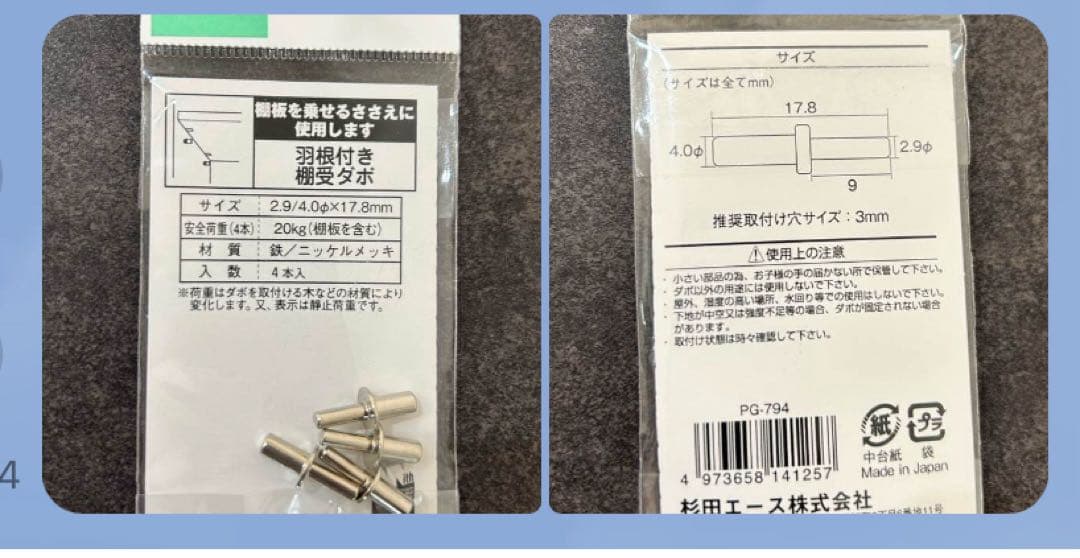 棚板を乗せるささえに
使用します
羽根付き
棚受ダボ
サイズ 2.9/4.0φ×17.8mm
安全荷重(4本) 20kg(棚板を含む)
材質 鉄/ニッケルメッキ
入数 4本入
※荷重はダボを取付ける木などの材質により
変化します。又、表示は静止荷重です。
サイズ
(サイズは全てmm)
17.8
4.0φ
2.9φ
9
推奨取付け穴サイズ:3mm
⚠使用上の注意
・小さい部品の為、お子様の手の届かない所で保管して下さい。
・ダボ以外の用途には使用しないで下さい。
・屋外、湿度の高い場所、水回り等での使用はしないで下さい。
・下地が中空又は強度不足等の場合、ダボが固定されない場合
があります。
・取付け状態は時々確認して下さい。
PG-794
紙 プラ
中台紙 袋
4 973658 141257
Made in Japan
杉田エース株式会社
4